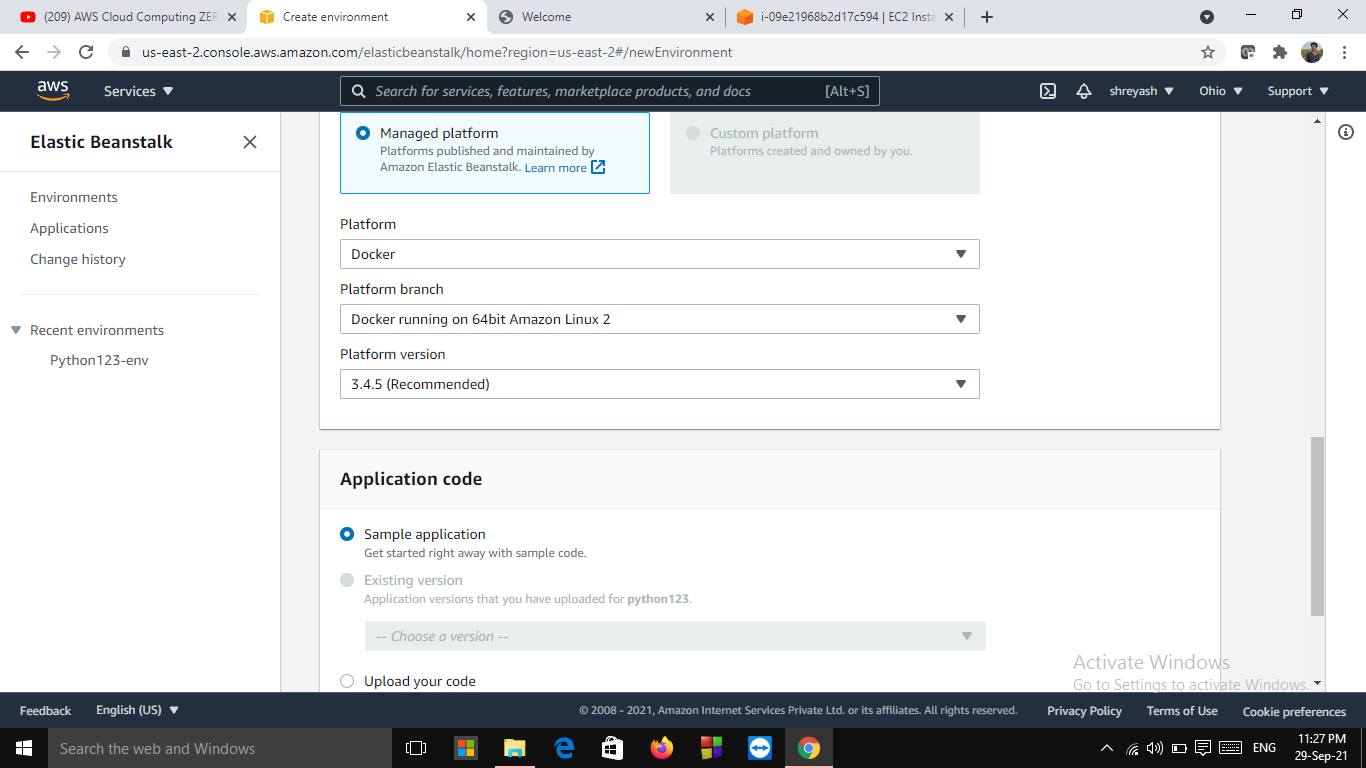 (209) AWS Cloud Computing ZER
Create environment
Welcome
i-09e21968b2d17c594 | EC2 Insta
us-east-2.console.aws.amazon.com/elasticbeanstalk/home?region=us-east-2#/newEnvironment
aws
Services
Search for services, features, marketplace products, and docs
[Alt+S]
shreyash
Ohio
Support
Elastic Beanstalk
Environments
Applications
Change history
Recent environments
Python123-env
Managed platform
Platforms published and maintained by
Amazon Elastic Beanstalk. Learn more
Custom platform
Platforms created and owned by you.
Platform
Docker
Platform branch
Docker running on 64bit Amazon Linux 2
Platform version
3.4.5 (Recommended)
Application code
Sample application
Get started right away with sample code.
Existing version
Application versions that you have uploaded for python123.
-- Choose a version --
Upload your code
Activate Windows
Go to Settings to activate Windows.
Feedback
English (US)
© 2008 - 2021, Amazon Internet Services Private Ltd. or its affiliates. All rights reserved.
Privacy Policy
Terms of Use
Cookie preferences
Search the web and Windows
ENG
11:27 PM
29-Sep-21